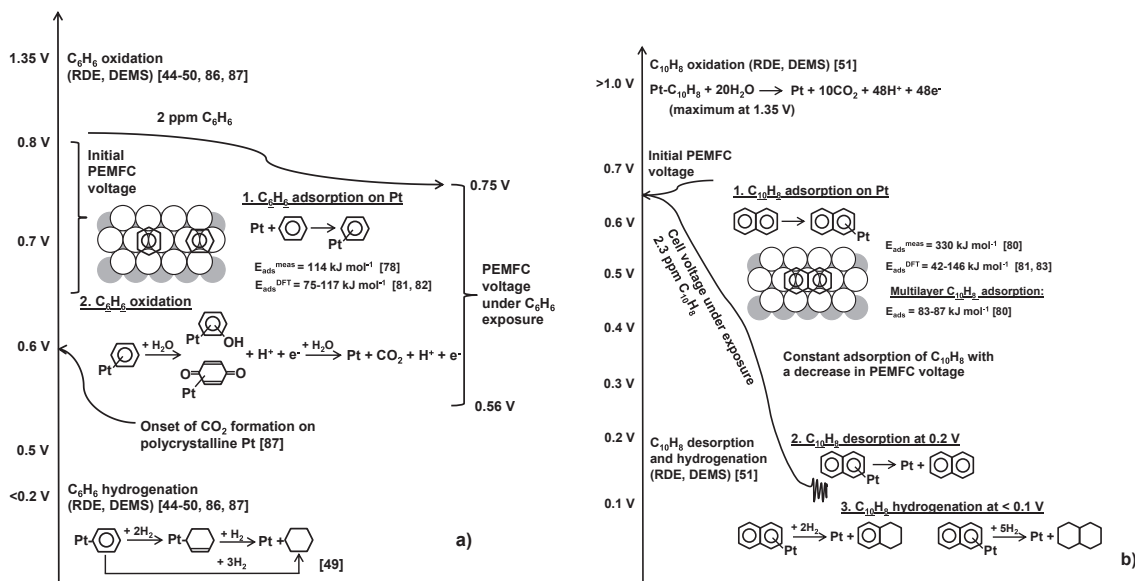 1.35 V
C₆H₆ oxidation
(RDE, DEMS) [44-50, 86, 87]
2 ppm C₆H₆
0.8 V
Initial
PEMFC
voltage
0.75 V
1. C₆H₆ adsorption on Pt
Pt +
Pt
0.7 V
E_ads^meas = 114 kJ mol⁻¹ [78]
E_ads^DFT = 75-117 kJ mol⁻¹ [81, 82]
PEMFC
voltage
under C₆H₆
exposure
2. C₆H₆ oxidation
Pt
OH
0.6 V
Pt
+ H₂O
+ H⁺ + e⁻
+ H₂O
Pt + CO₂ + H⁺ + e⁻
O
O
Pt
0.56 V
Onset of CO₂ formation on
polycrystalline Pt [87]
0.5 V
<0.2 V
C₆H₆ hydrogenation
(RDE, DEMS) [44-50, 86, 87]
Pt
+ 2H₂
Pt
+ H₂
Pt +
+ 3H₂
[49]
a)
>1.0 V
C₁₀H₈ oxidation (RDE, DEMS) [51]
Pt-C₁₀H₈ + 20H₂O → Pt + 10CO₂ + 48H⁺ + 48e⁻
(maximum at 1.35 V)
Initial PEMFC
voltage
0.7 V
1. C₁₀H₈ adsorption on Pt
Pt
0.6 V
Cell voltage under exposure
2.3 ppm C₁₀H₈
E_ads^meas = 330 kJ mol⁻¹ [80]
E_ads^DFT = 42-146 kJ mol⁻¹ [81, 83]
0.5 V
Multilayer C₁₀H₈ adsorption:
E_ads = 83-87 kJ mol⁻¹ [80]
0.4 V
Constant adsorption of C₁₀H₈ with
a decrease in PEMFC voltage
0.3 V
0.2 V
C₁₀H₈ desorption
and hydrogenation
(RDE, DEMS) [51]
2. C₁₀H₈ desorption at 0.2 V
Pt
Pt +
0.1 V
3. C₁₀H₈ hydrogenation at < 0.1 V
Pt
+ 2H₂
Pt +
Pt
+ 5H₂
Pt +
b)